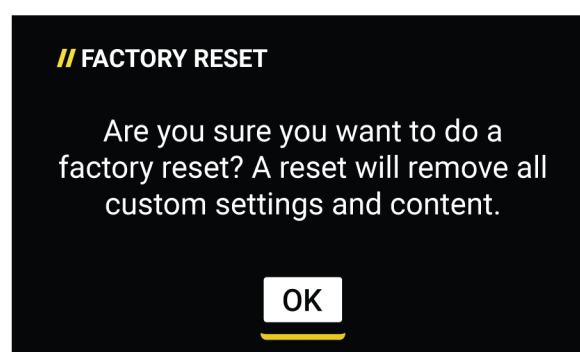 // FACTORY RESET
Are you sure you want to do a
factory reset? A reset will remove all
custom settings and content.
OK